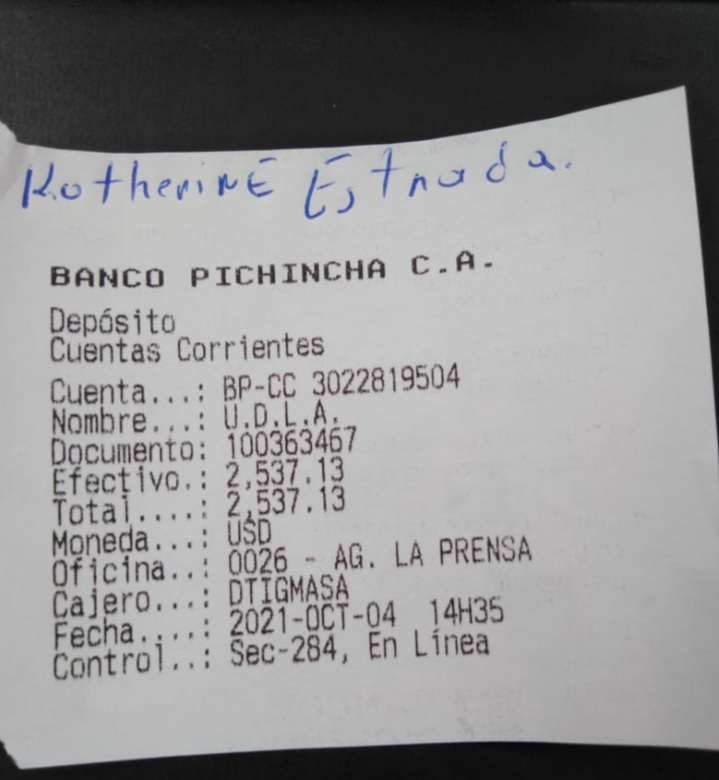 KatherinE Estrada.
BANCO PICHINCHA C.A.
Depósito
Cuentas Corrientes
Cuenta...: BP-CC 3022819504
Nombre...: U.D.L.A.
Documento: 100363467
Efectivo.: 2,537.13
Total....: 2,537.13
Moneda...: USD
Oficina..: 0026 - AG. LA PRENSA
Cajero...: DTIGMASA
Fecha....: 2021-OCT-04 14H35
Control..: Sec-284, En Línea